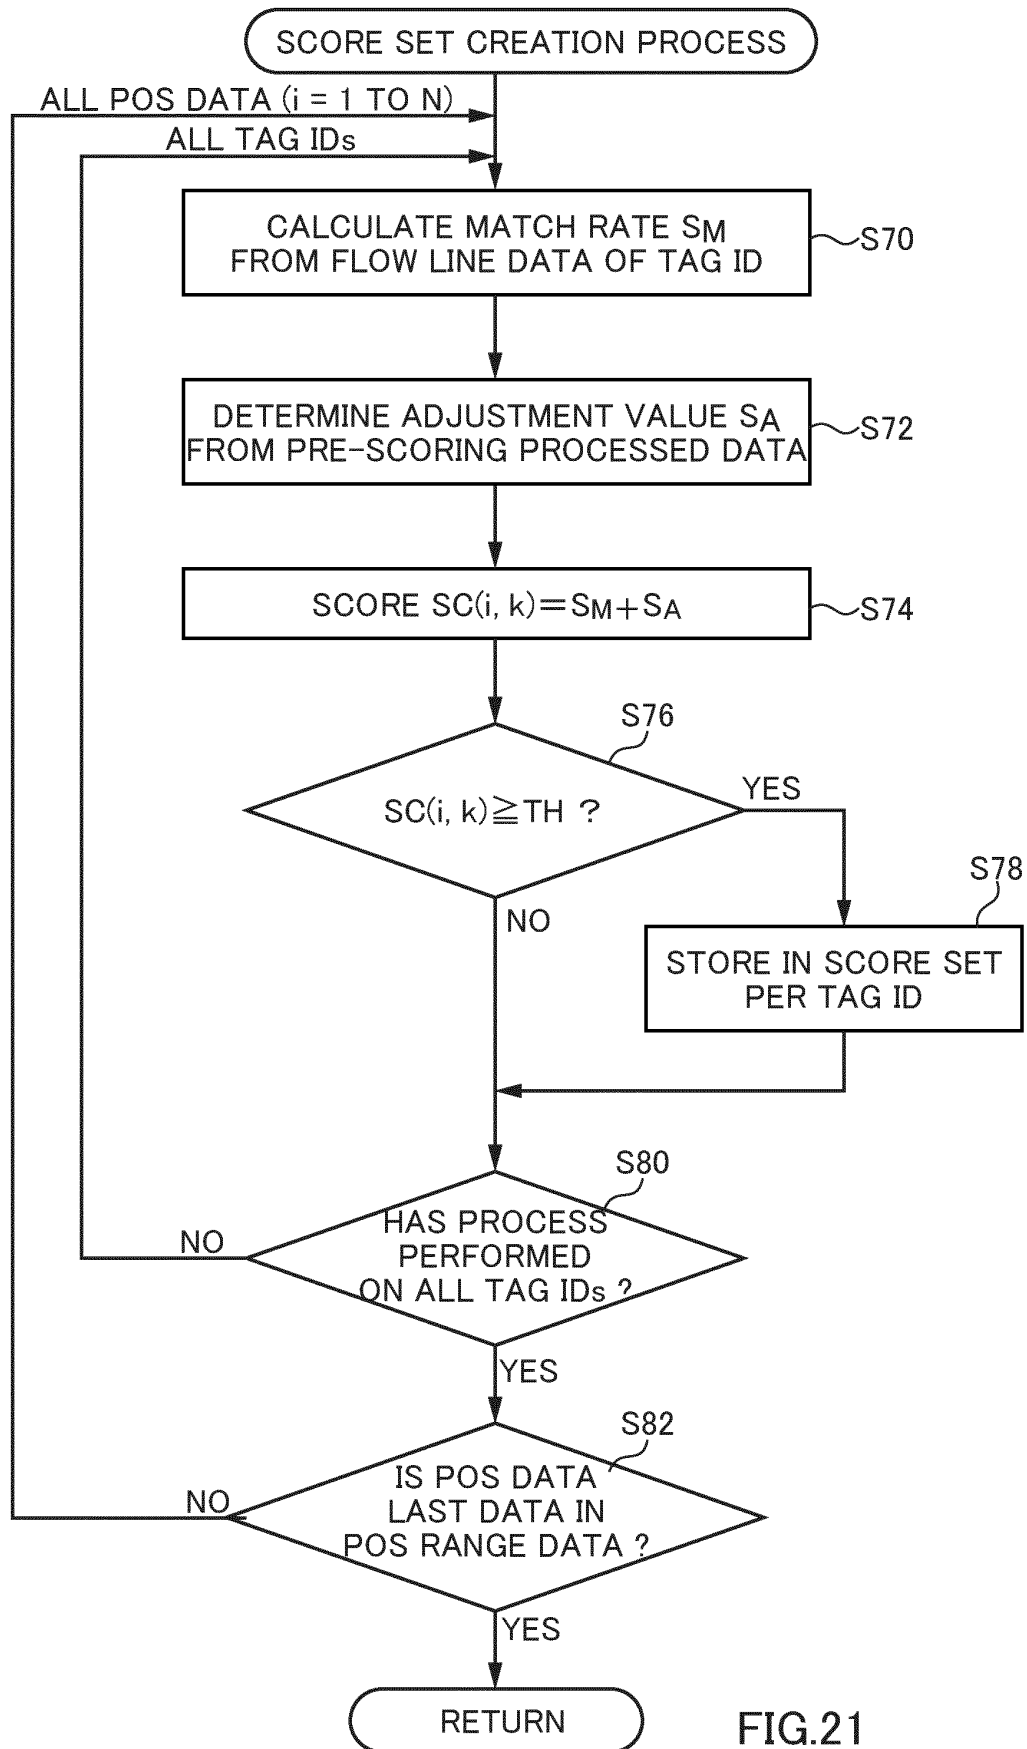 SCORE SET CREATION PROCESS
ALL POS DATA (i = 1 TO N)
ALL TAG IDs
CALCULATE MATCH RATE SM
FROM FLOW LINE DATA OF TAG ID
S70
DETERMINE ADJUSTMENT VALUE SA
FROM PRE-SCORING PROCESSED DATA
S72
SCORE SC(i, k)=SM+SA
S74
S76
SC(i, k)≧TH ?
YES
NO
S78
STORE IN SCORE SET
PER TAG ID
S80
HAS PROCESS
PERFORMED
ON ALL TAG IDs ?
NO
YES
S82
IS POS DATA
LAST DATA IN
POS RANGE DATA ?
NO
YES
RETURN
FIG.21